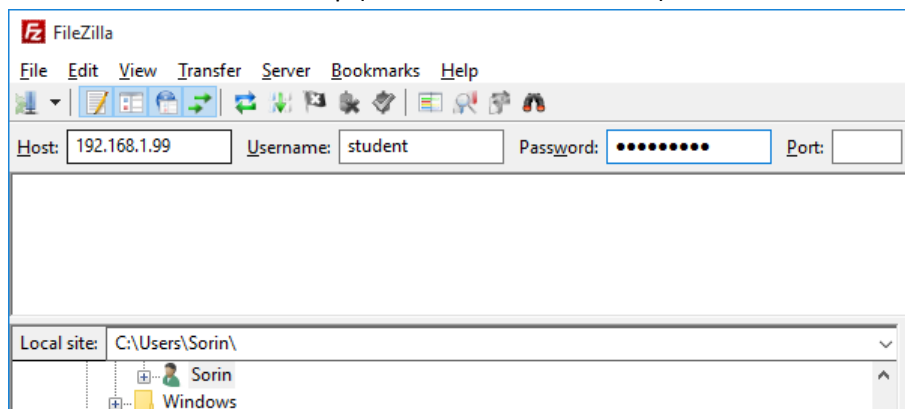 FileZilla
File Edit View Transfer Server Bookmarks Help
Host: 192.168.1.99 Username: student Password: ●●●●●●●●● Port:
Local site: C:\Users\Sorin\
Sorin
Windows